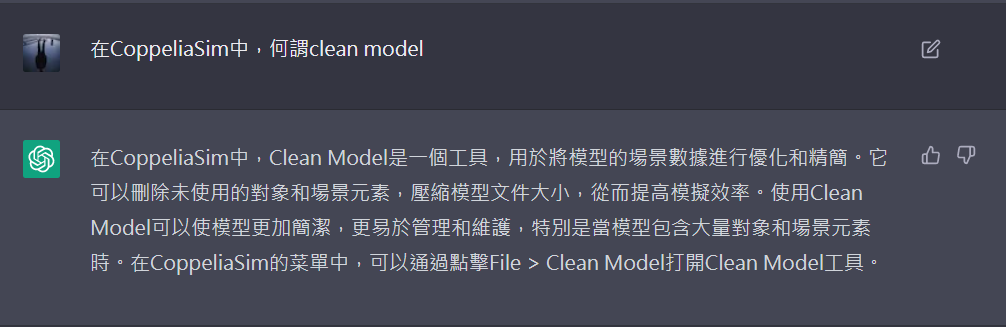 在CoppeliaSim中，何謂clean model
在CoppeliaSim中，Clean Model是一個工具，用於將模型的場景數據進行優化和精簡。它
可以刪除未使用的對象和場景元素，壓縮模型文件大小，從而提高模擬效率。使用Clean
Model可以使模型更加簡潔，更易於管理和維護，特別是當模型包含大量對象和場景元素
時。在CoppeliaSim的菜單中，可以通過點擊File > Clean Model打開Clean Model工具。